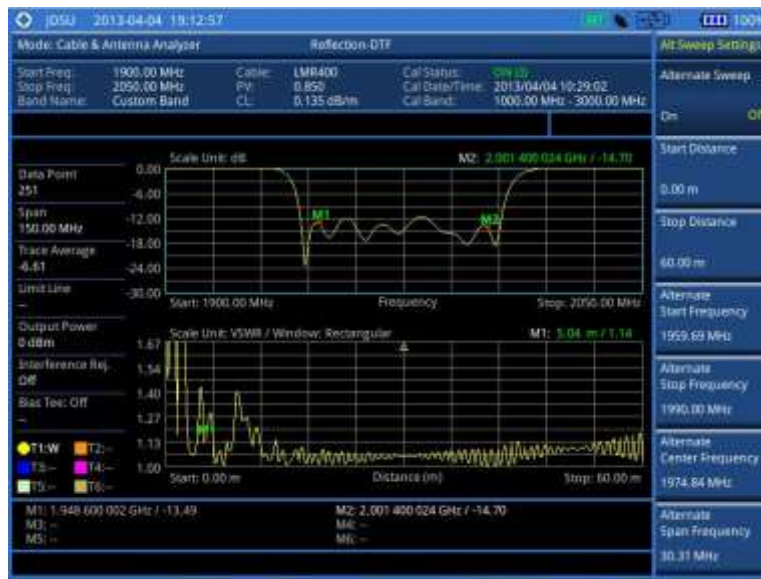 JDSU 2013-04-04 19:12:57 100%
Mode: Cable & Antenna Analyzer Reflection-DTF
Alt Sweep Settings
Start Freq: 1900.00 MHz Cable: LMR400 Cal Status: ON
Stop Freq: 2050.00 MHz PV: 0.850 Cal Date/Time: 2013/04/04 10:29:02
Band Name: Custom Band CL: 0.135 dB/m Cal Band: 1000.00 MHz - 3000.00 MHz
Alternate Sweep
On Off
Scale Unit: dB M2: 2.001 400 024 GHz / -14.70
Data Point
251
Span
150.00 MHz
Trace Average
-6.61
Limit Line
--
Output Power
0 dBm
Interference Rej.
Off
Bias Tee: Off
--
T1:W T2:--
T3:-- T4:--
T5:-- T6:--
0.00
-6.00
-12.00
-18.00
-24.00
-30.00
M1 M2
Start: 1900.00 MHz Frequency Stop: 2050.00 MHz
Scale Unit: VSWR / Window: Rectangular M1: 5.04 m / 1.14
1.67
1.54
1.40
1.27
1.13
1.00
M1
Start: 0.00 m Distance (m) Stop: 60.00 m
Start Distance
0.00 m
Stop Distance
60.00 m
Alternate
Start Frequency
1959.69 MHz
Alternate
Stop Frequency
1990.00 MHz
Alternate
Center Frequency
1974.84 MHz
Alternate
Span Frequency
30.31 MHz
M1: 1.948 600 002 GHz / -13.49 M2: 2.001 400 024 GHz / -14.70
M3: -- M4: --
M5: -- M6: --